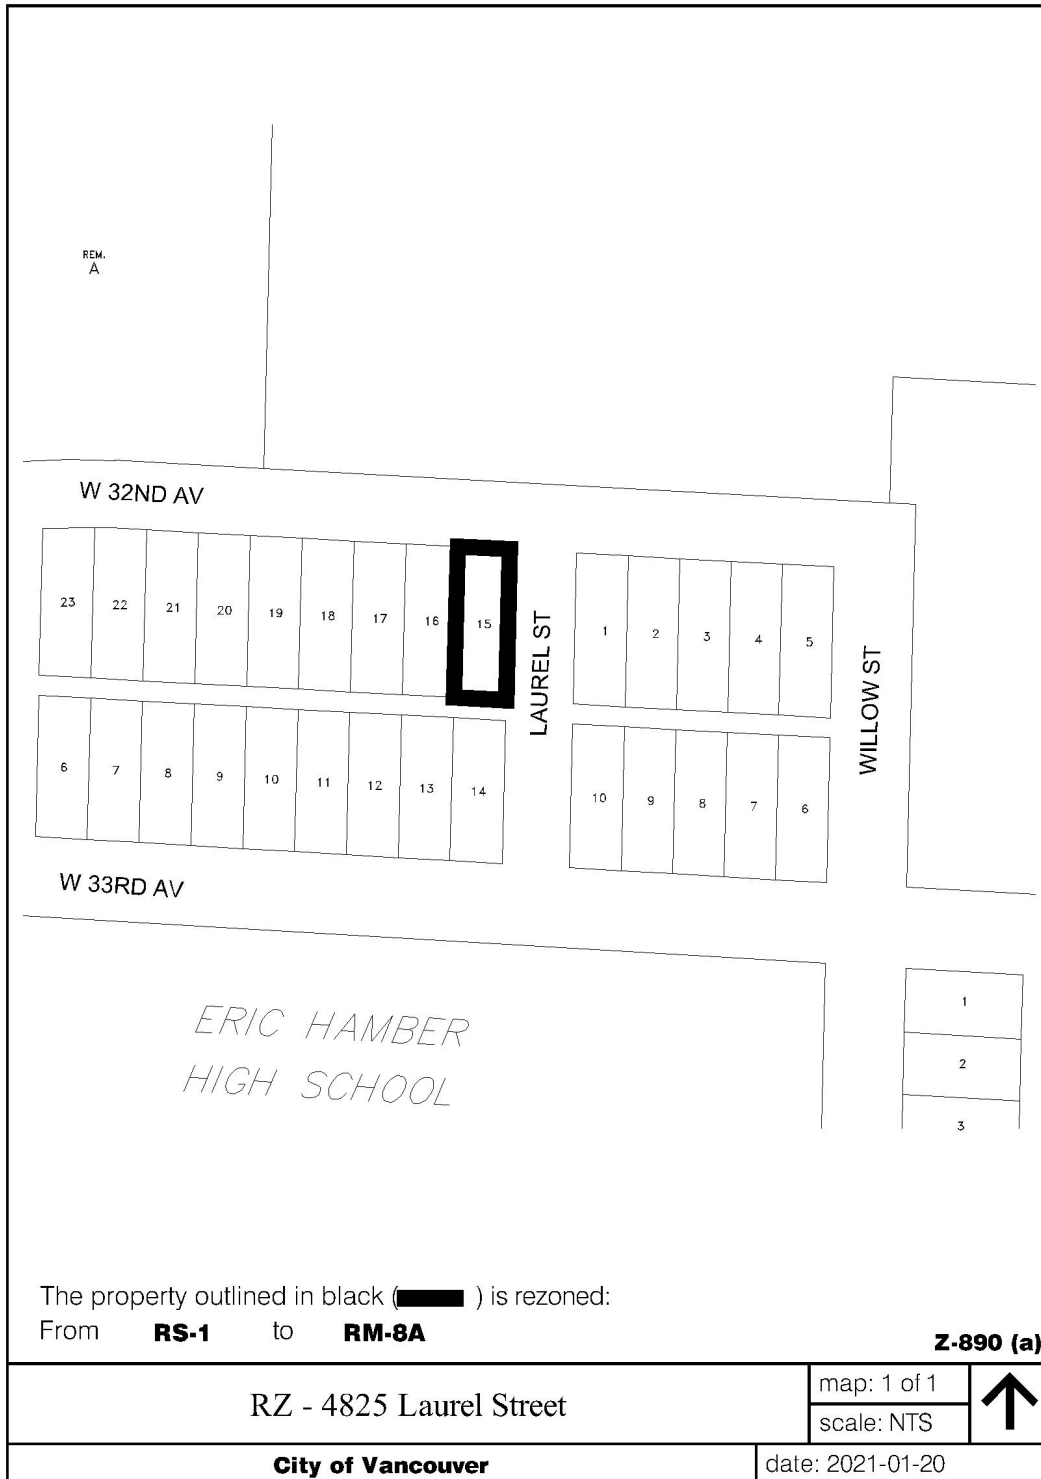 REM.
A
W 32ND AV
23 22 21 20 19 18 17 16 15
1 2 3 4 5
LAUREL ST
WILLOW ST
6 7 8 9 10 11 12 13 14
10 9 8 7 6
W 33RD AV
ERIC HAMBER
HIGH SCHOOL
1
2
3
The property outlined in black ( ) is rezoned:
From RS-1 to RM-8A
Z-890 (a)
RZ - 4825 Laurel Street
map: 1 of 1
scale: NTS
City of Vancouver
date: 2021-01-20